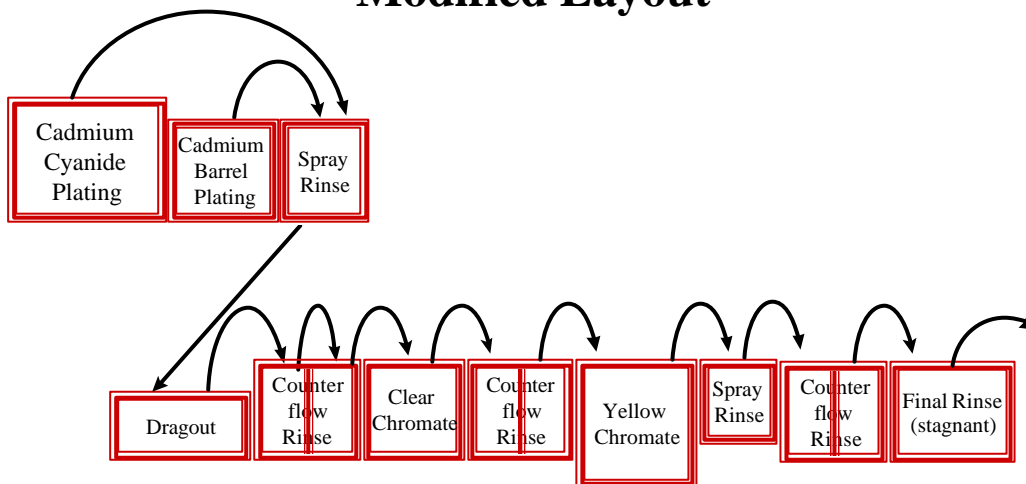 Modified Layout
Cadmium
Cyanide
Plating
Cadmium
Barrel
Plating
Spray
Rinse
Dragout
Counter
flow
Rinse
Clear
Chromate
Counter
flow
Rinse
Yellow
Chromate
Spray
Rinse
Counter
flow
Rinse
Final Rinse
(stagnant)